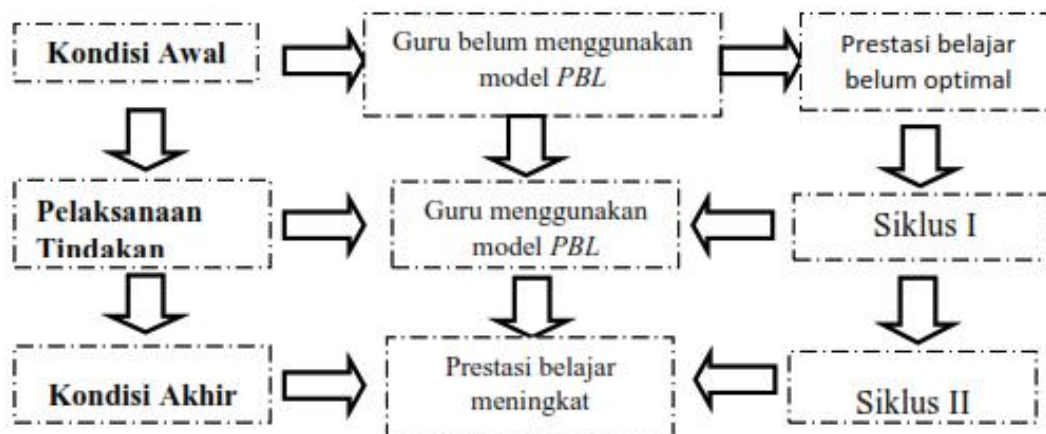 Kondisi Awal
Guru belum menggunakan
model PBL
Prestasi belajar
belum optimal
Pelaksanaan
Tindakan
Guru menggunakan
model PBL
Siklus I
Kondisi Akhir
Prestasi belajar
meningkat
Siklus II